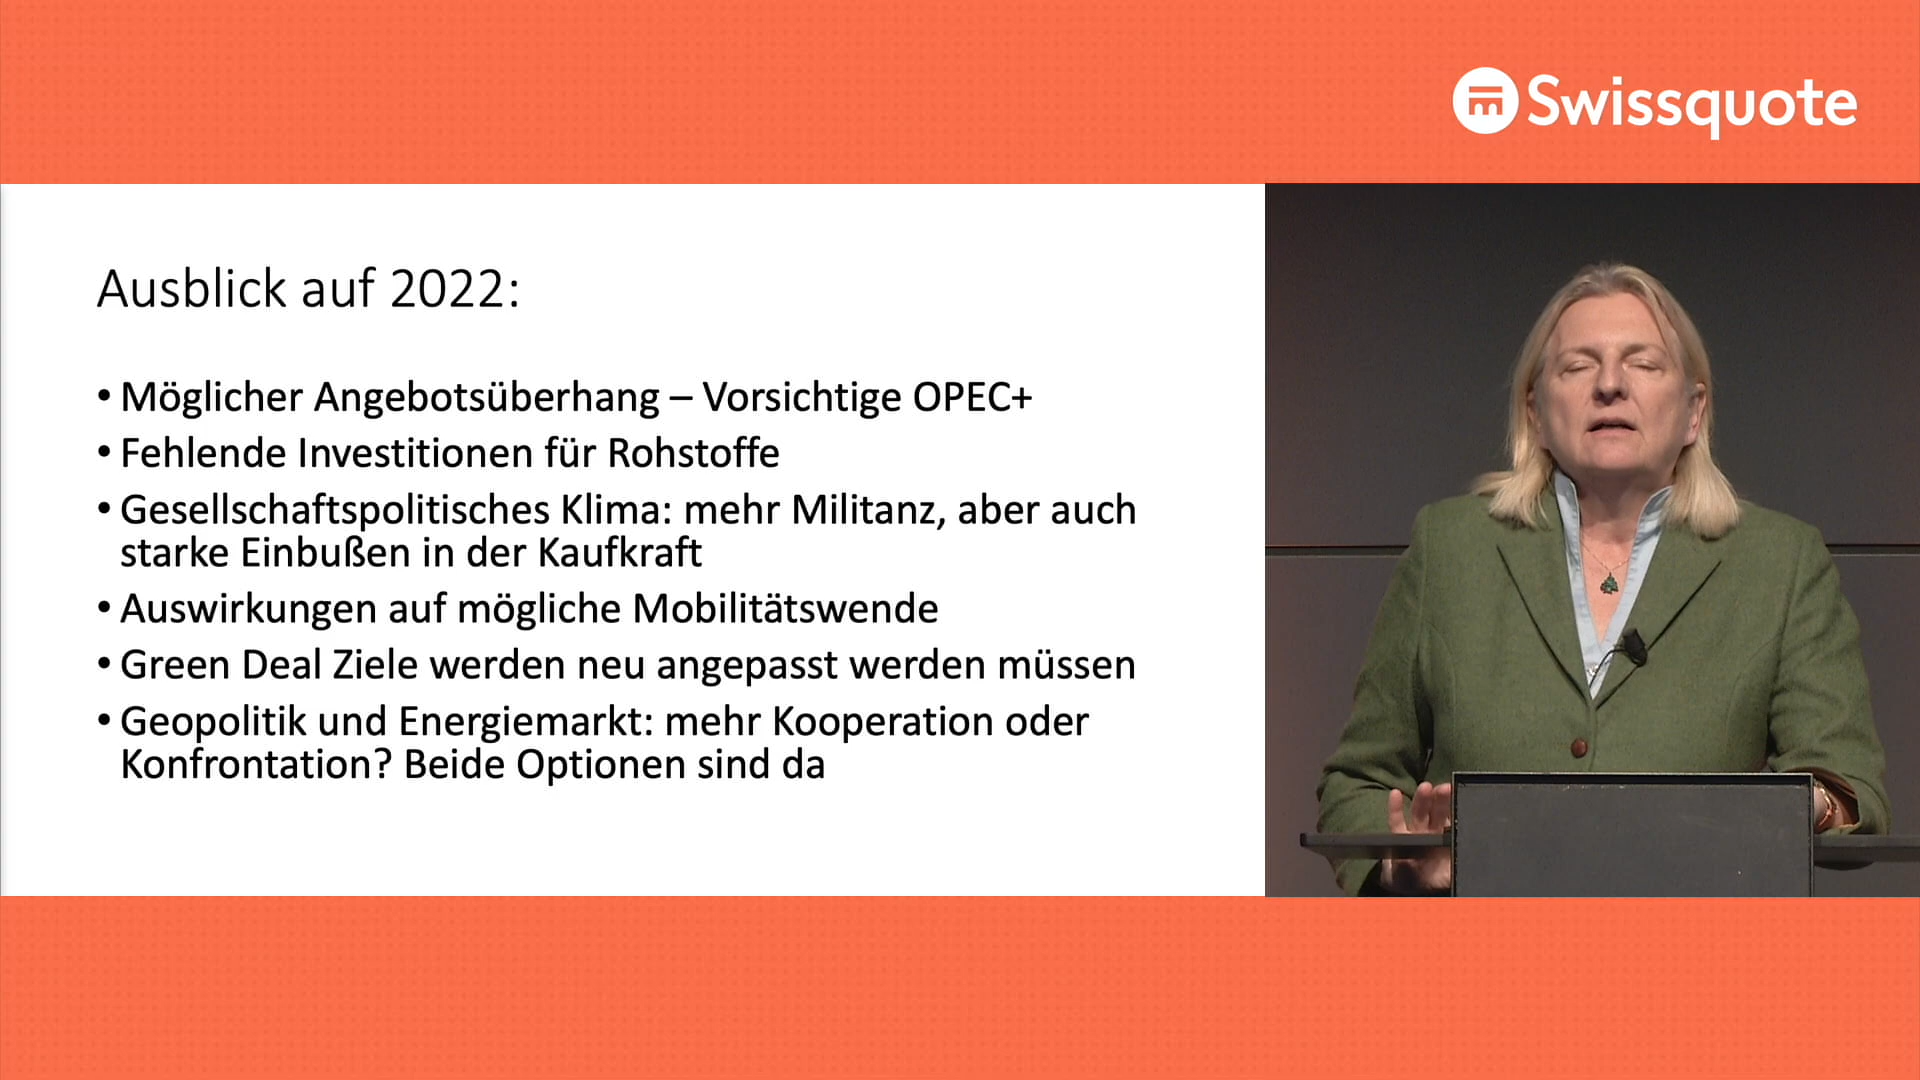 Swissquote
Ausblick auf 2022:
• Möglicher Angebotsüberhang – Vorsichtige OPEC+
• Fehlende Investitionen für Rohstoffe
• Gesellschaftspolitisches Klima: mehr Militanz, aber auch
starke Einbußen in der Kaufkraft
• Auswirkungen auf mögliche Mobilitätswende
• Green Deal Ziele werden neu angepasst werden müssen
• Geopolitik und Energiemarkt: mehr Kooperation oder
Konfrontation? Beide Optionen sind da